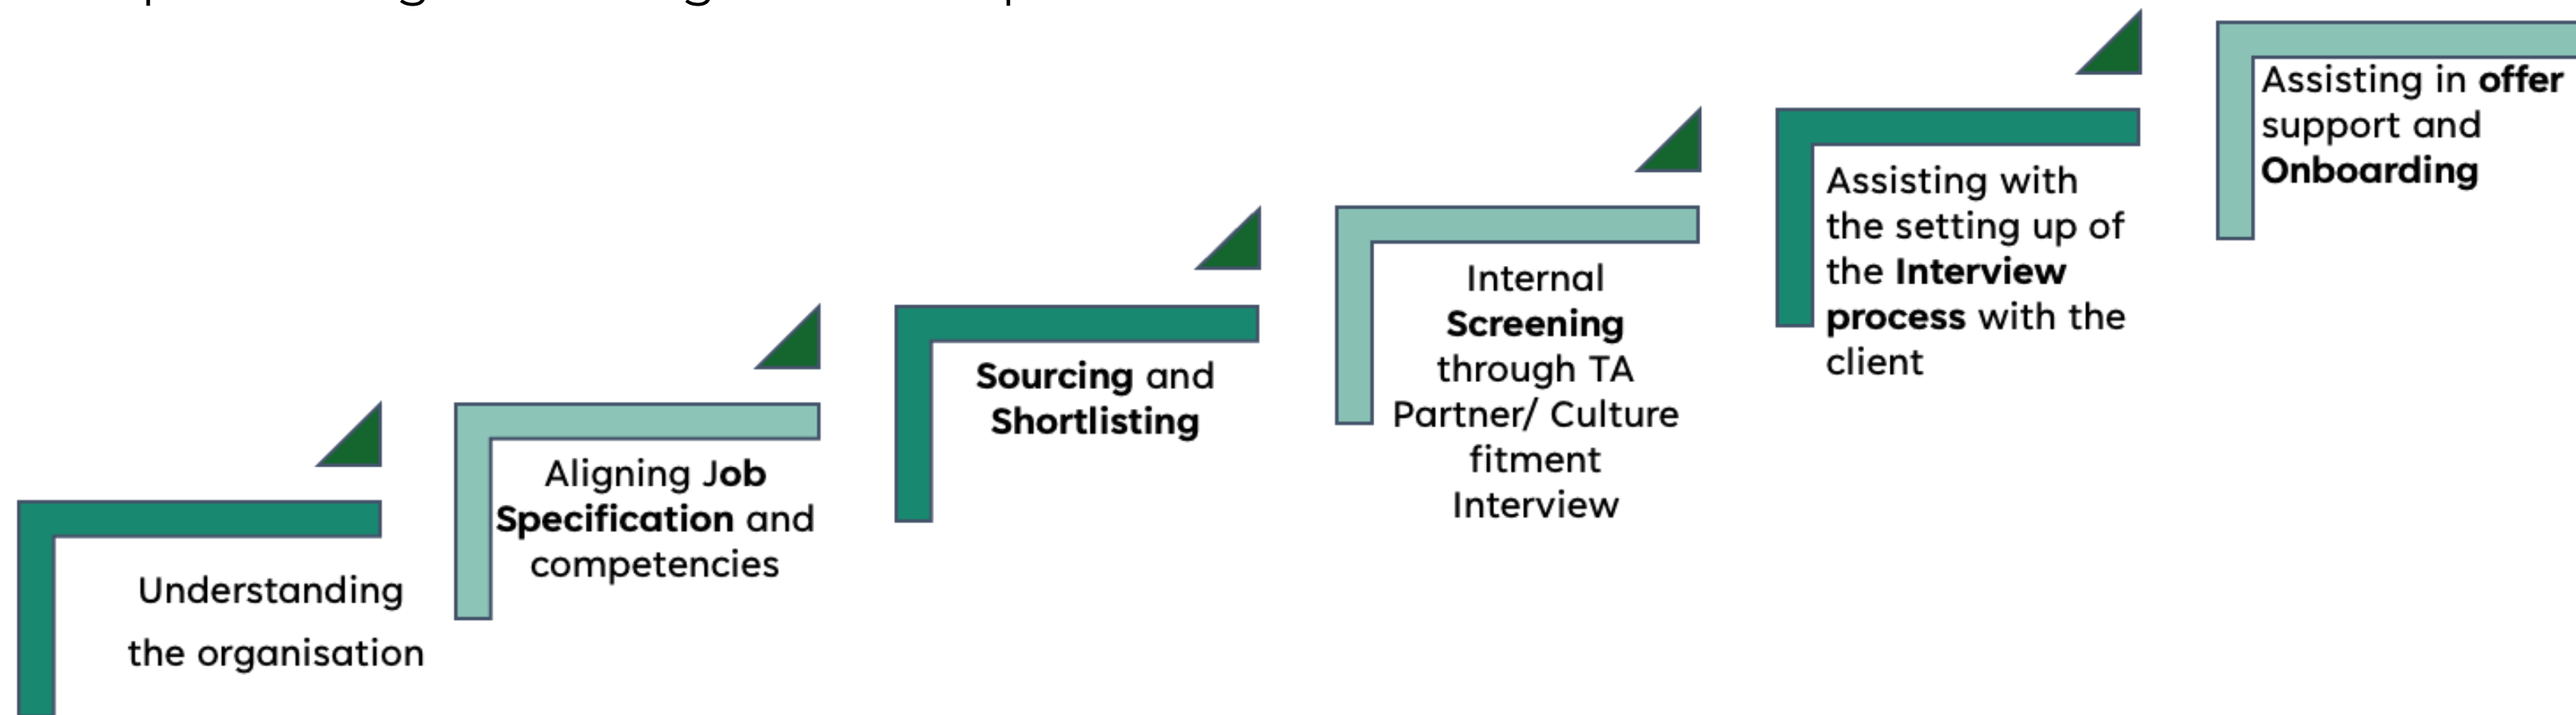 Understanding
the organisation
Aligning Job
Specification and
competencies
Sourcing and
Shortlisting
Internal
Screening
through TA
Partner/ Culture
fitment
Interview
Assisting with
the setting up of
the Interview
process with the
client
Assisting in offer
support and
Onboarding